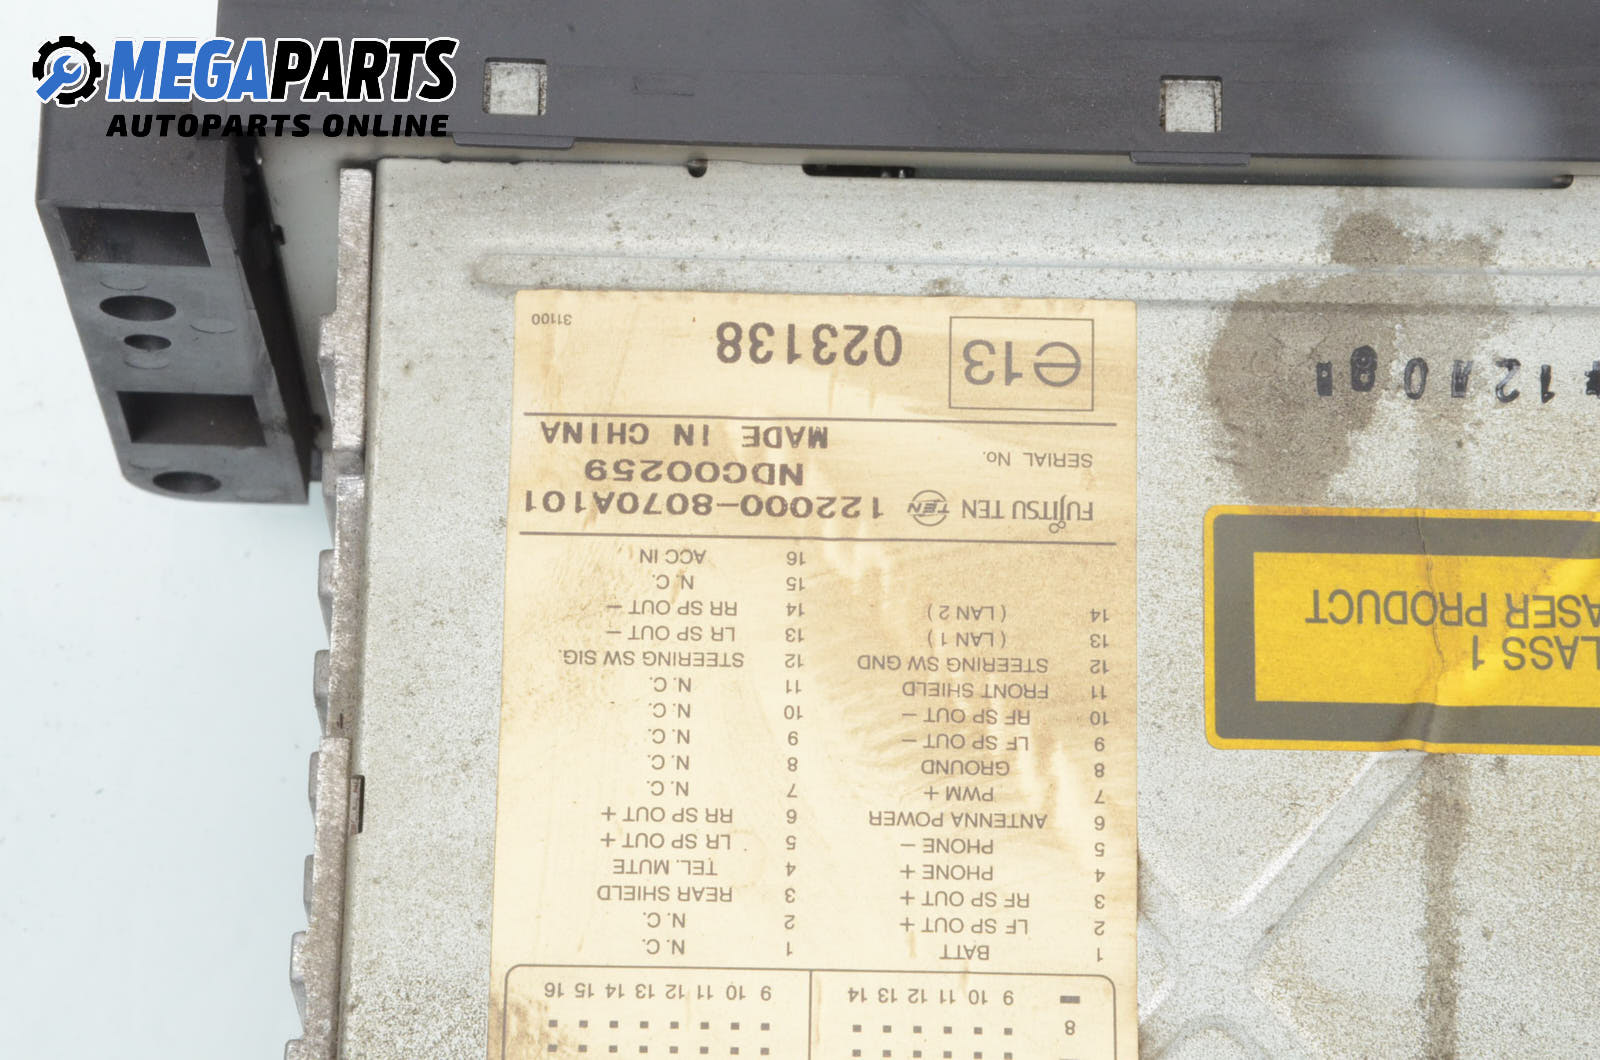 MEGAPARTS
AUTOPARTS ONLINE
1 BATT 1 N. C.
2 LF SP OUT + 2 N. C.
3 RF SP OUT + 3 REAR SHIELD
4 PHONE + 4 TEL. MUTE
5 PHONE − 5 LR SP OUT +
6 ANTENNA POWER 6 RR SP OUT +
7 PWM + 7 N. C.
8 GROUND 8 N. C.
9 LF SP OUT − 9 N. C.
10 RF SP OUT − 10 N. C.
11 FRONT SHIELD 11 N. C.
12 STEERING SW GND 12 STEERING SW SIG.
13 ( LAN 1 ) 13 LR SP OUT −
14 ( LAN 2 ) 14 RR SP OUT −
15 N. C.
16 ACC IN
FUJITSU TEN TEN 122000-8070A101
SERIAL No. NDC00259
MADE IN CHINA
e13 023138
31100
8
9 10 11 12 13 14 9 10 11 12 13 14 15 16
LASS 1
ASER PRODUCT